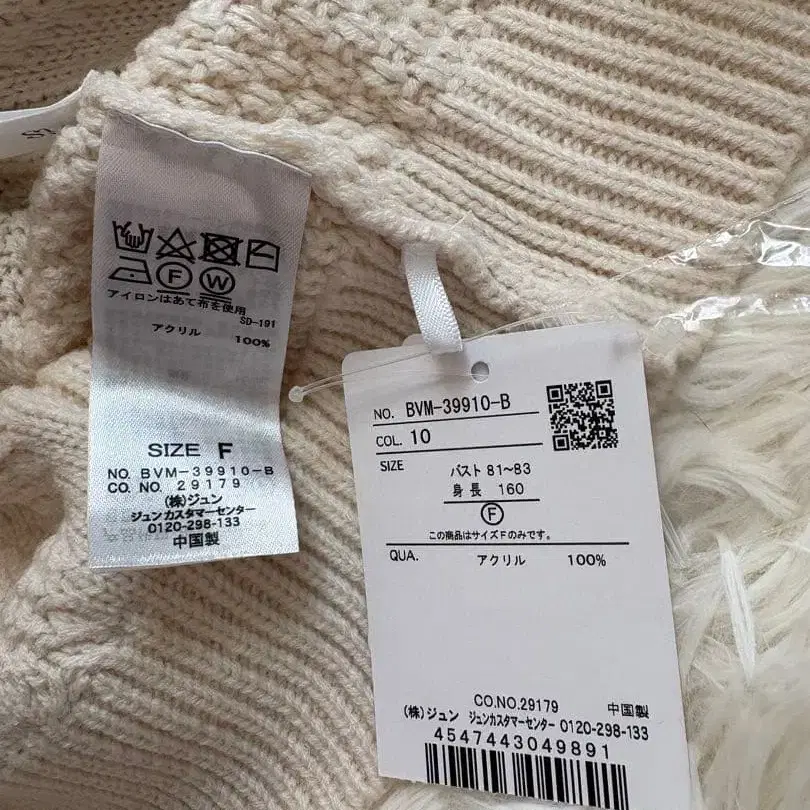 F
W
アイロンはあて布を使用
SD-191
アクリル 100%
SIZE F
NO. BVM-39910-B
CO. NO. 29179
(株)ジュン
ジュンカスタマーセンター
0120-298-133
中国製
NO. BVM-39910-B
COL. 10
SIZE
バスト 81~83
身長 160
F
この商品はサイズFのみです。
QUA. アクリル 100%
CO.NO.29179 中国製
(株)ジュン ジュンカスタマーセンター 0120-298-133
4547443049891